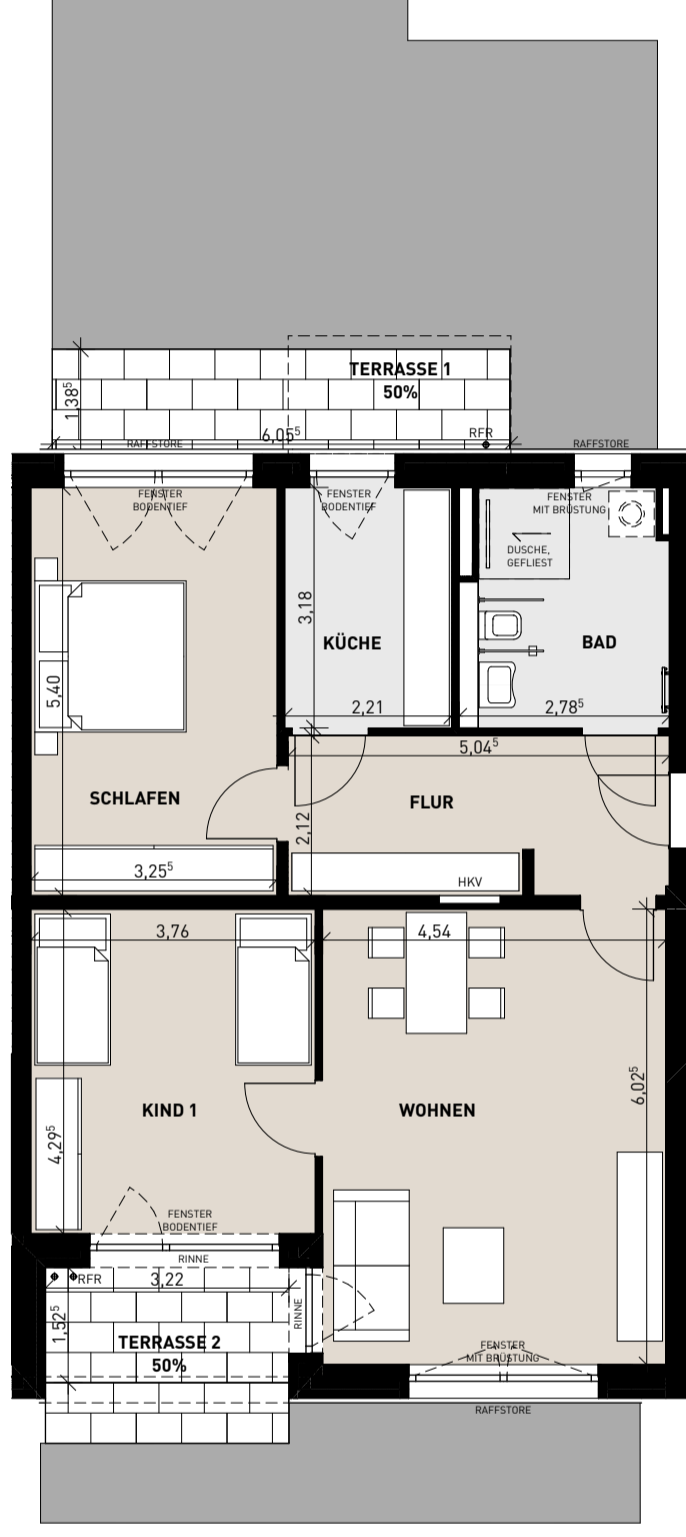 TERRASSE 1
50%
1,38⁵
6,05⁵
RFR
RAFFSTORE
RAFFSTORE
FENSTER
BODENTIEF
FENSTER
BODENTIEF
FENSTER
MIT BRÜSTUNG
DUSCHE,
GEFLIEST
3,18
KÜCHE
BAD
5,40
2,21
2,78⁵
5,04⁵
SCHLAFEN
FLUR
2,12
3,25⁵
HKV
3,76
4,54
6,02⁵
KIND 1
WOHNEN
4,29⁵
FENSTER
BODENTIEF
RINNE
RFR
3,22
RINNE
1,52⁵
TERRASSE 2
50%
FENSTER
MIT BRÜSTUNG
RAFFSTORE